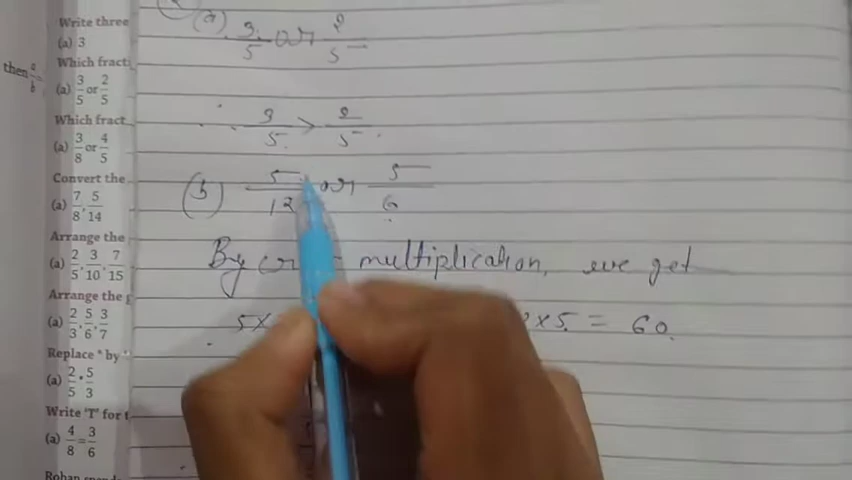 Write three
(a) 3
then a/b =
Which fract
(a) 3/5 or 2/5
Which fract
(a) 3/8 or 4/5
Convert the
(a) 7/8, 5/14
Arrange the
(a) 2/5, 3/10, 7/15
Arrange the g
(a) 2/3, 5/6, 3/7
Replace * by '
(a) 2/5 * 5/3
Write 'T' for t
(a) 4/8 = 3/6
(a) 3/5 or 2/5
3/5 > 2/5
(b) 5/12 or 5/6
By multiplication, we get
5 × × 5 = 60